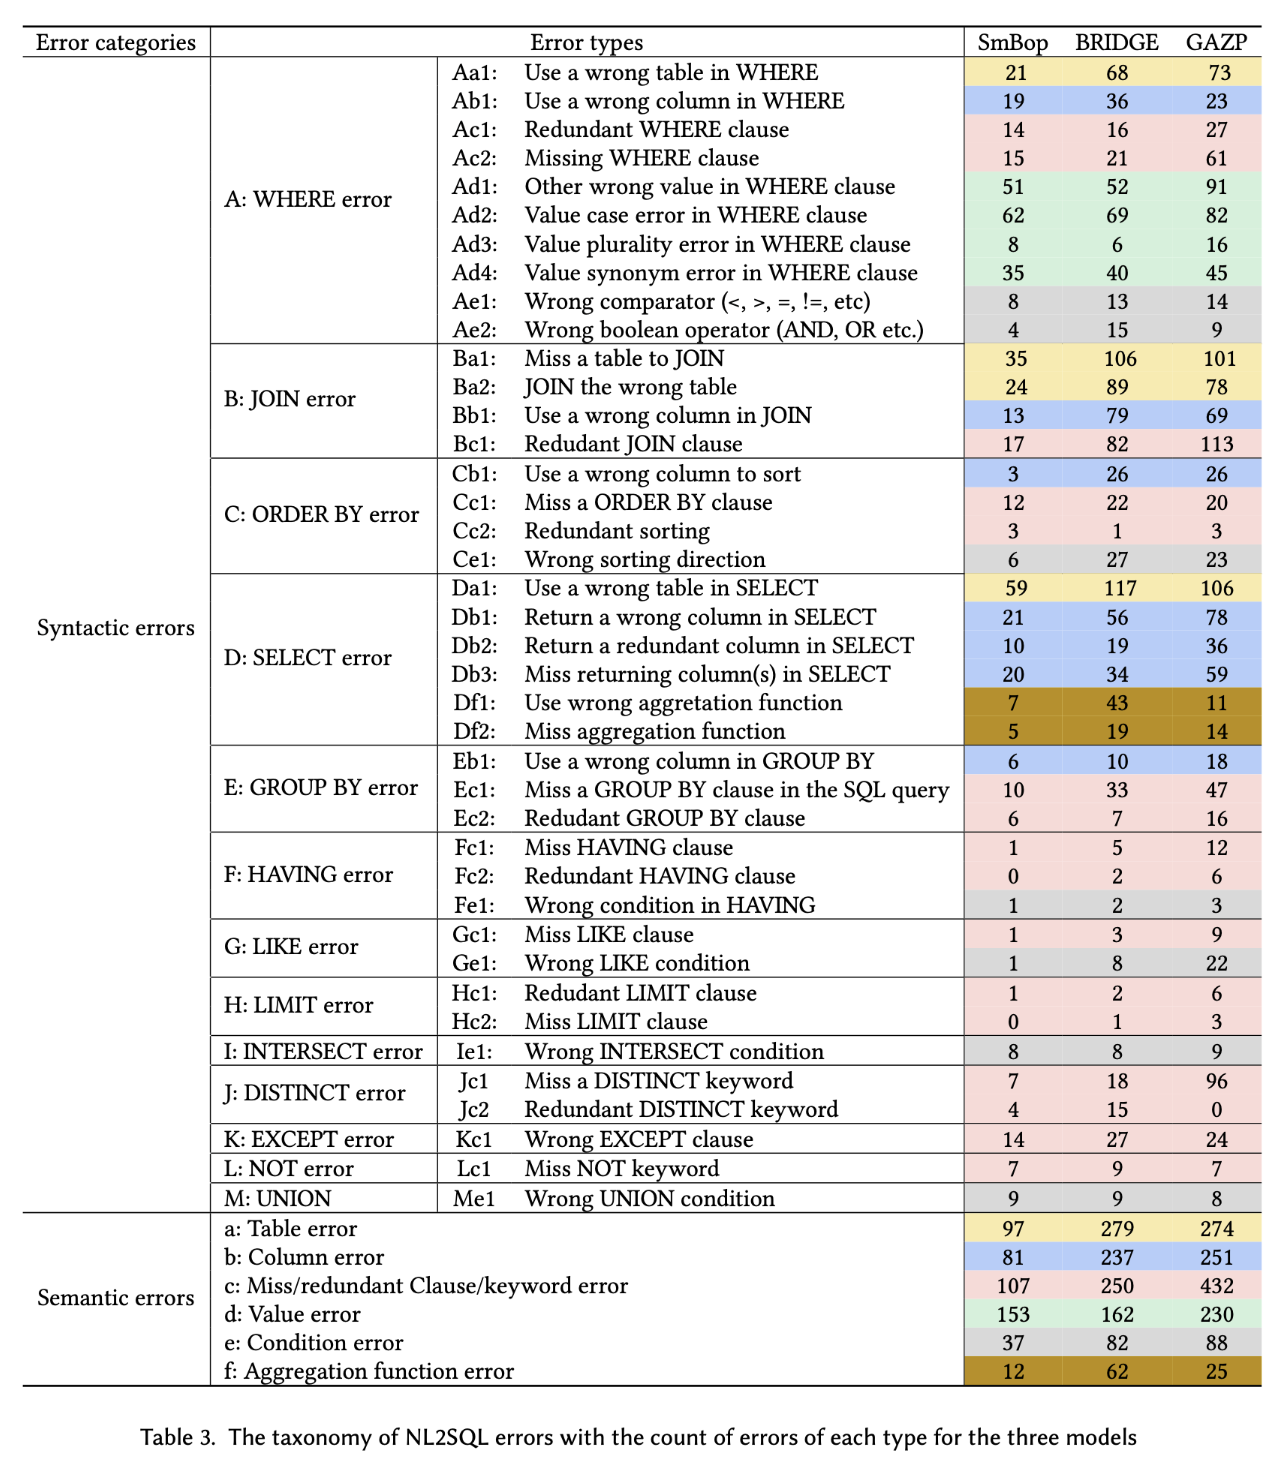 Error categories Error types SmBop BRIDGE GAZP
Aa1: Use a wrong table in WHERE 21 68 73
Ab1: Use a wrong column in WHERE 19 36 23
Ac1: Redundant WHERE clause 14 16 27
Ac2: Missing WHERE clause 15 21 61
Ad1: Other wrong value in WHERE clause 51 52 91
A: WHERE error
Ad2: Value case error in WHERE clause 62 69 82
Ad3: Value plurality error in WHERE clause 8 6 16
Ad4: Value synonym error in WHERE clause 35 40 45
Ae1: Wrong comparator (<, >, =, !=, etc) 8 13 14
Ae2: Wrong boolean operator (AND, OR etc.) 4 15 9
Ba1: Miss a table to JOIN 35 106 101
Ba2: JOIN the wrong table 24 89 78
B: JOIN error
Bb1: Use a wrong column in JOIN 13 79 69
Bc1: Redudant JOIN clause 17 82 113
Cb1: Use a wrong column to sort 3 26 26
Cc1: Miss a ORDER BY clause 12 22 20
C: ORDER BY error
Cc2: Redundant sorting 3 1 3
Ce1: Wrong sorting direction 6 27 23
Da1: Use a wrong table in SELECT 59 117 106
Db1: Return a wrong column in SELECT 21 56 78
Syntactic errors
Db2: Return a redundant column in SELECT 10 19 36
D: SELECT error
Db3: Miss returning column(s) in SELECT 20 34 59
Df1: Use wrong aggretation function 7 43 11
Df2: Miss aggregation function 5 19 14
Eb1: Use a wrong column in GROUP BY 6 10 18
E: GROUP BY error Ec1: Miss a GROUP BY clause in the SQL query 10 33 47
Ec2: Redudant GROUP BY clause 6 7 16
Fc1: Miss HAVING clause 1 5 12
F: HAVING error Fc2: Redundant HAVING clause 0 2 6
Fe1: Wrong condition in HAVING 1 2 3
Gc1: Miss LIKE clause 1 3 9
G: LIKE error
Ge1: Wrong LIKE condition 1 8 22
Hc1: Redudant LIMIT clause 1 2 6
H: LIMIT error
Hc2: Miss LIMIT clause 0 1 3
I: INTERSECT error Ie1: Wrong INTERSECT condition 8 8 9
Jc1 Miss a DISTINCT keyword 7 18 96
J: DISTINCT error
Jc2 Redundant DISTINCT keyword 4 15 0
K: EXCEPT error Kc1 Wrong EXCEPT clause 14 27 24
L: NOT error Lc1 Miss NOT keyword 7 9 7
M: UNION Me1 Wrong UNION condition 9 9 8
a: Table error 97 279 274
b: Column error 81 237 251
c: Miss/redundant Clause/keyword error 107 250 432
Semantic errors
d: Value error 153 162 230
e: Condition error 37 82 88
f: Aggregation function error 12 62 25
Table 3. The taxonomy of NL2SQL errors with the count of errors of each type for the three models